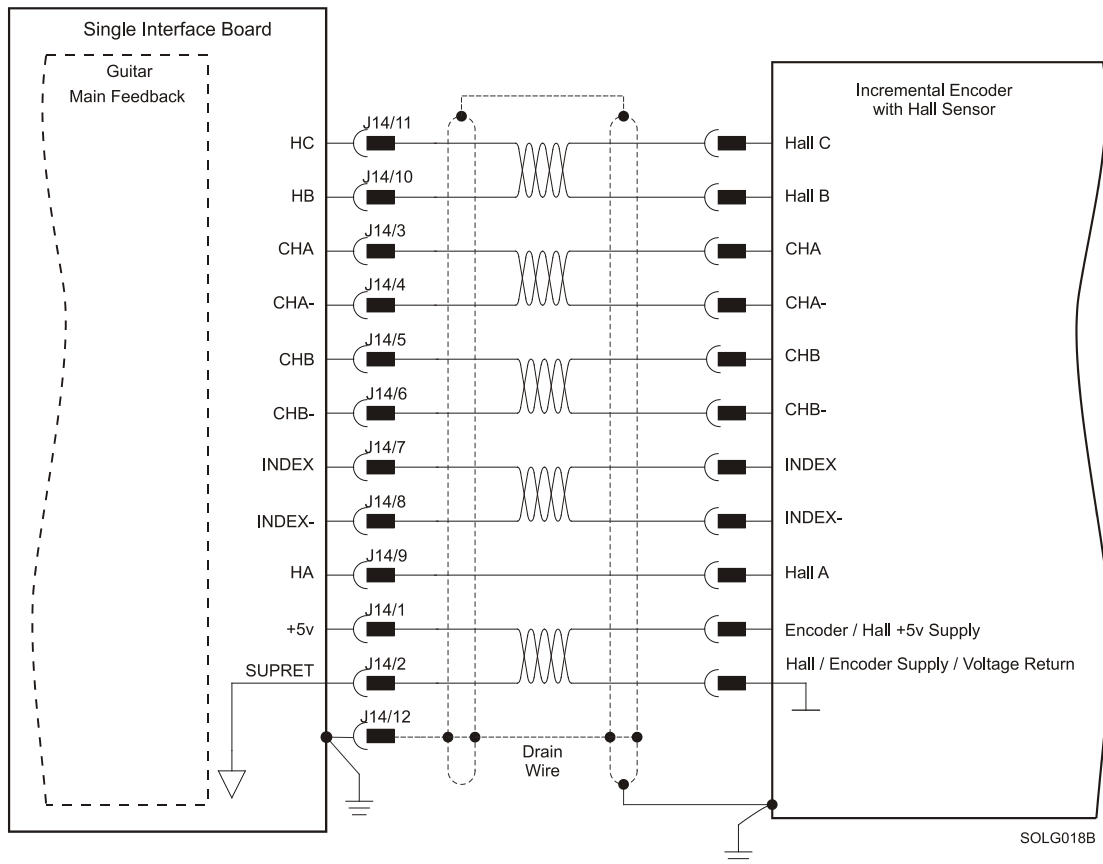 Single Interface Board
Guitar
Main Feedback
Incremental Encoder
with Hall Sensor
HC J14/11 Hall C
HB J14/10 Hall B
CHA J14/3 CHA
CHA- J14/4 CHA-
CHB J14/5 CHB
CHB- J14/6 CHB-
INDEX J14/7 INDEX
INDEX- J14/8 INDEX-
HA J14/9 Hall A
+5v J14/1 Encoder / Hall +5v Supply
SUPRET J14/2 Hall / Encoder Supply / Voltage Return
J14/12
Drain
Wire
SOLG018B